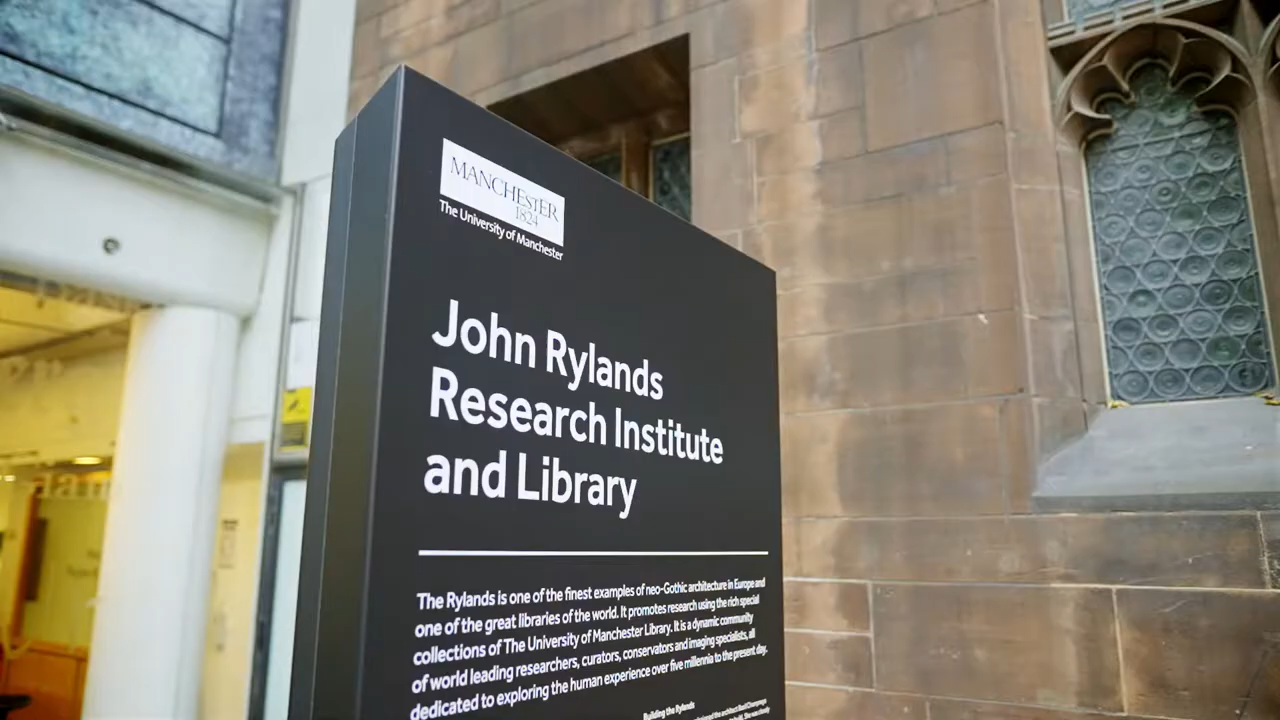 MANCHESTER
1824
The University of Manchester
John Rylands
Research Institute
and Library
The Rylands is one of the finest examples of neo-Gothic architecture in Europe and
one of the great libraries of the world. It promotes research using the rich special
collections of The University of Manchester Library. It is a dynamic community
of world leading researchers, curators, conservators and imaging specialists, all
dedicated to exploring the human experience over five millennia to the present day.
Building the Rylands